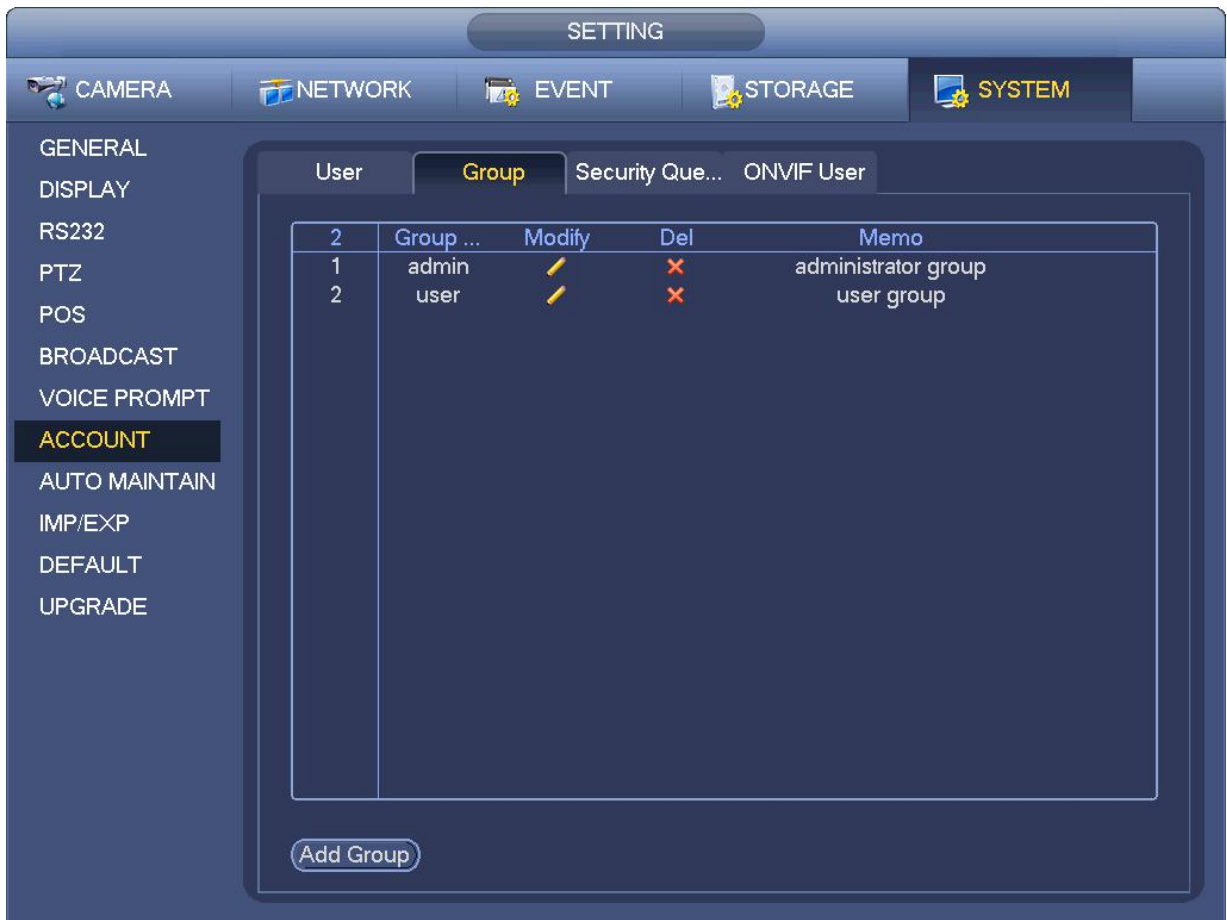 SETTING
CAMERA NETWORK EVENT STORAGE SYSTEM
GENERAL
DISPLAY
RS232
PTZ
POS
BROADCAST
VOICE PROMPT
ACCOUNT
AUTO MAINTAIN
IMP/EXP
DEFAULT
UPGRADE
User Group Security Que... ONVIF User
2 Group ... Modify Del Memo
1 admin administrator group
2 user user group
Add Group